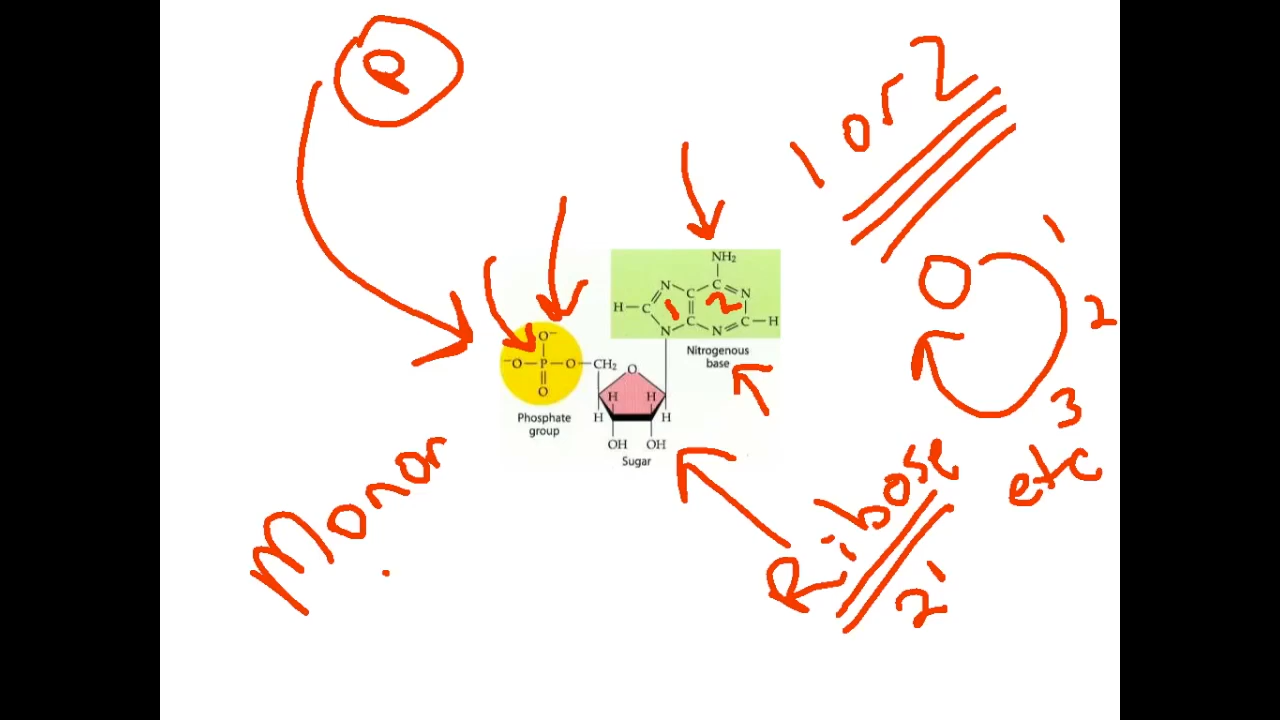 P
1 or 2
O
1
2
3
etc
NH₂
N
C
N
H
C
1
C
2
C
H
N
N
Nitrogenous
base
O⁻
⁻O
P
O
CH₂
O
O
H
H
H
H
OH
OH
Phosphate
group
Sugar
Ribose
2'